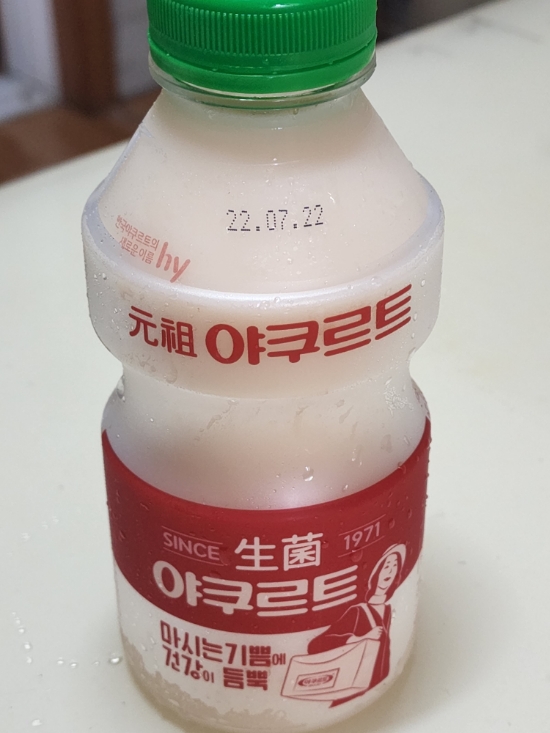 22.07.22
한국야쿠르트의
새로운 이름 hy
元祖 야쿠르트
SINCE 生菌 1971
야쿠르트
마시는기쁨에
건강이 듬뿍